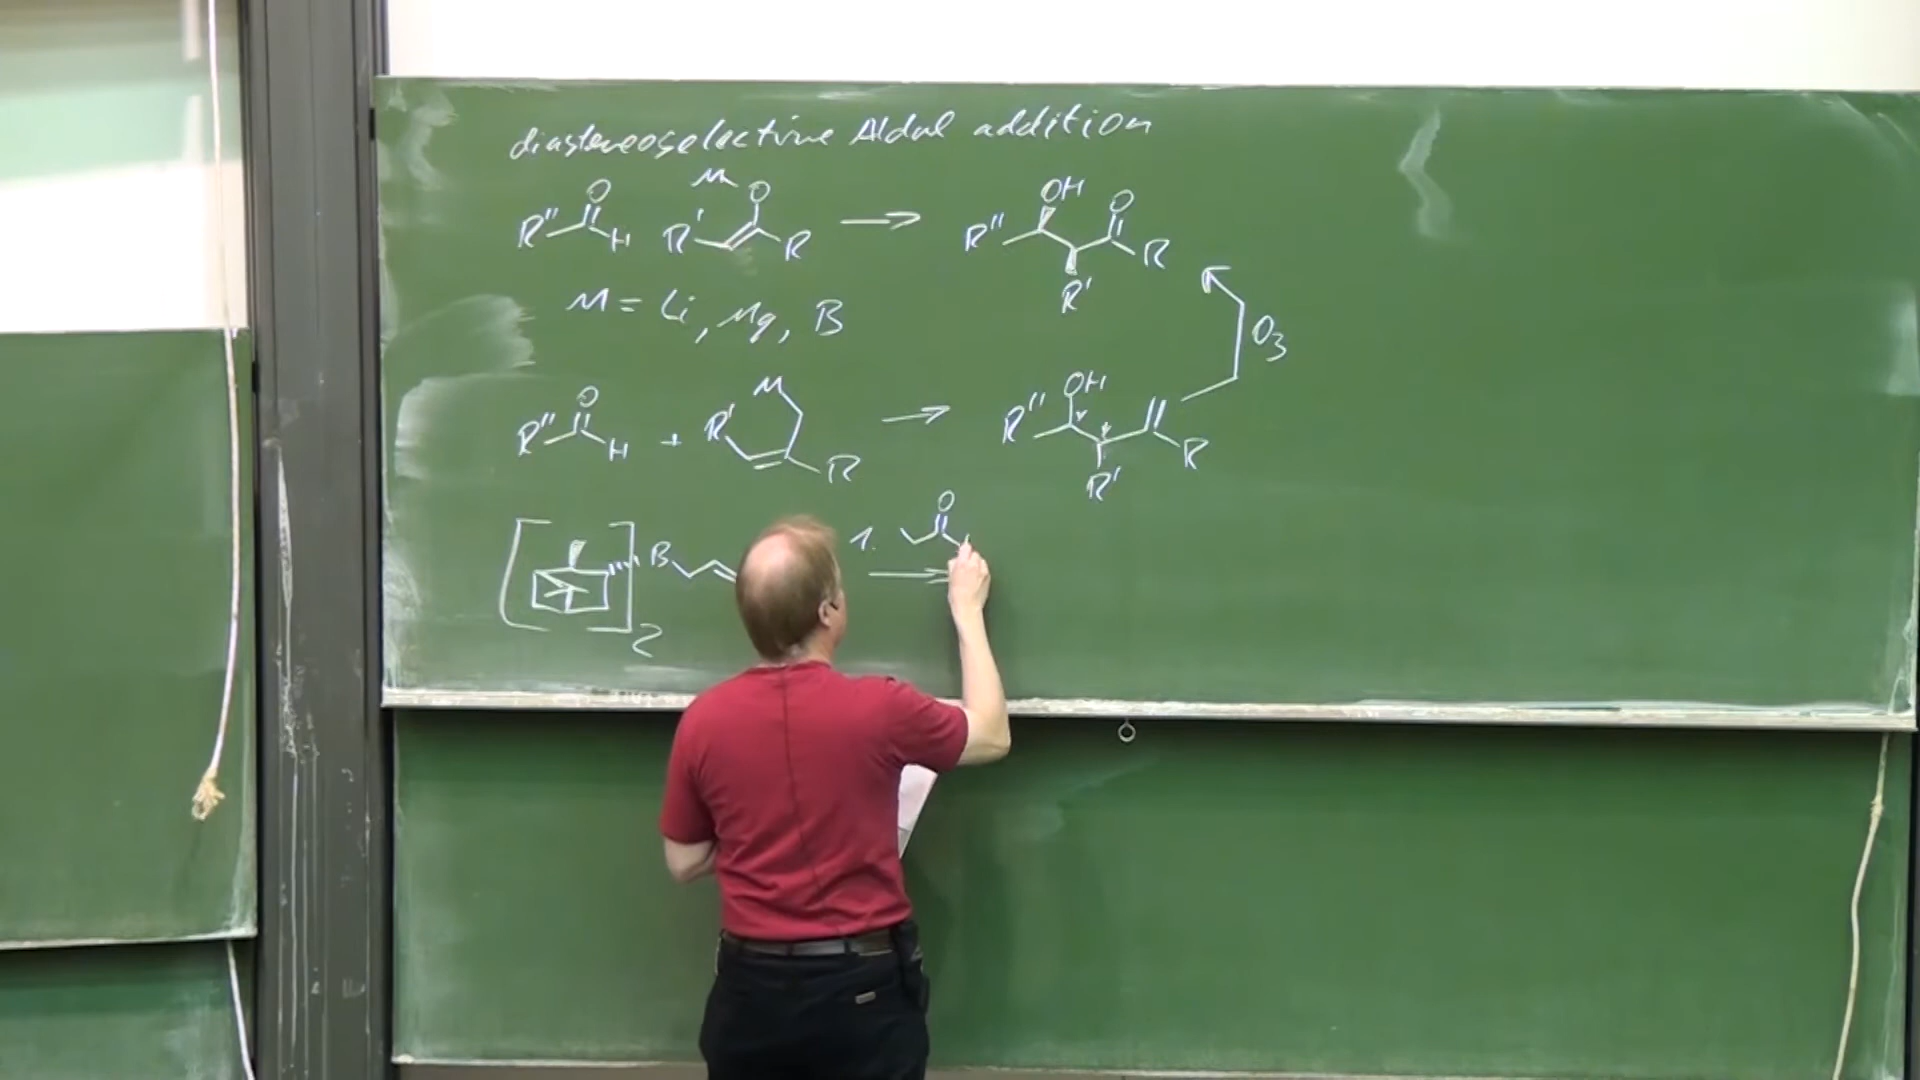 diastereoselective Aldol addition
R'' O H R' M O R → R'' OH R' O R
M = Li, Mg, B
O3
R'' O H + R' M R → R'' OH * * R' R
[ ]2 B 1. O →